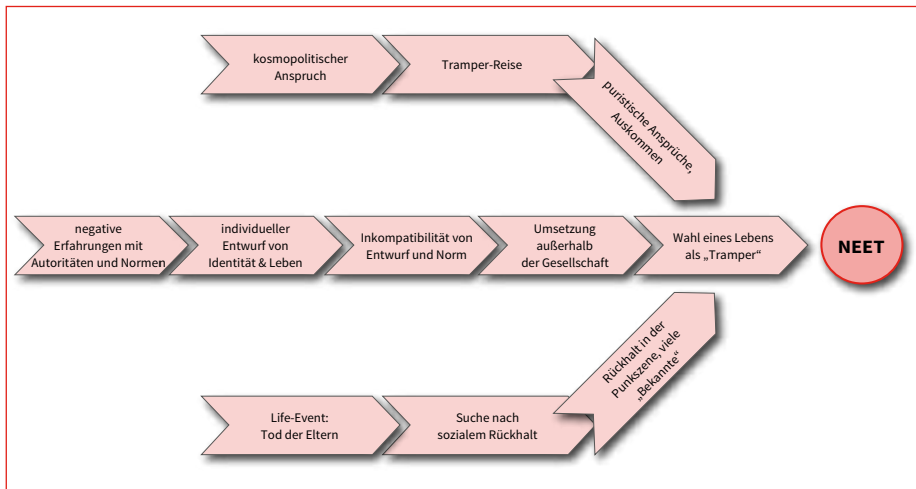 kosmopolitischer
Anspruch
Tramper-Reise
puristische Ansprüche,
Auskommen
negative
Erfahrungen mit
Autoritäten und Normen
individueller
Entwurf von
Identität & Leben
Inkompatibilität von
Entwurf und Norm
Umsetzung
außerhalb
der Gesellschaft
Wahl eines Lebens
als „Tramper“
NEET
Life-Event:
Tod der Eltern
Suche nach
sozialem Rückhalt
Rückhalt in der
Punkszene, viele
„Bekannte“